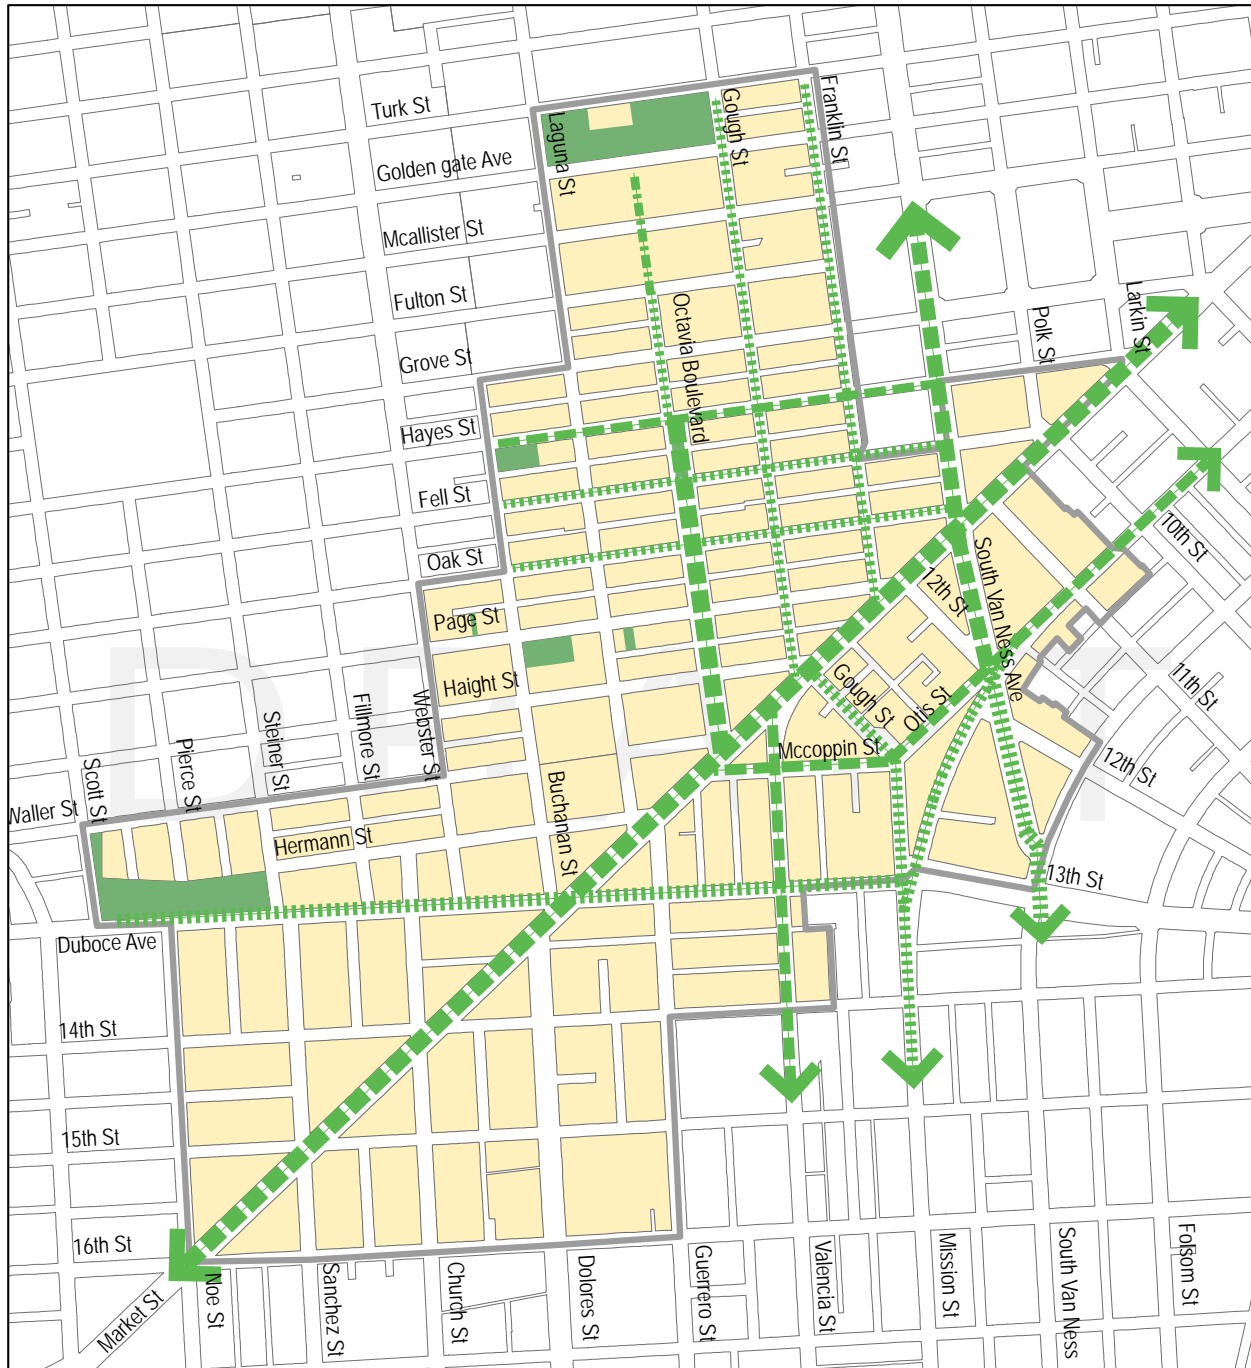 Turk St
Golden gate Ave
Mcallister St
Fulton St
Grove St
Hayes St
Fell St
Oak St
Page St
Haight St
Laguna St
Gough St
Franklin St
Octavia Boulevard
Polk St
Larkin St
10th St
11th St
12th St
12th St
13th St
South Van Ness Ave
Gough St
Otis St
Mccoppin St
DRAFT
Webster St
Fillmore St
Steiner St
Pierce St
Scott St
Waller St
Hermann St
Buchanan St
Duboce Ave
14th St
15th St
16th St
Market St
Noe St
Sanchez St
Church St
Dolores St
Guerrero St
Valencia St
Mission St
South Van Ness
Folsom St